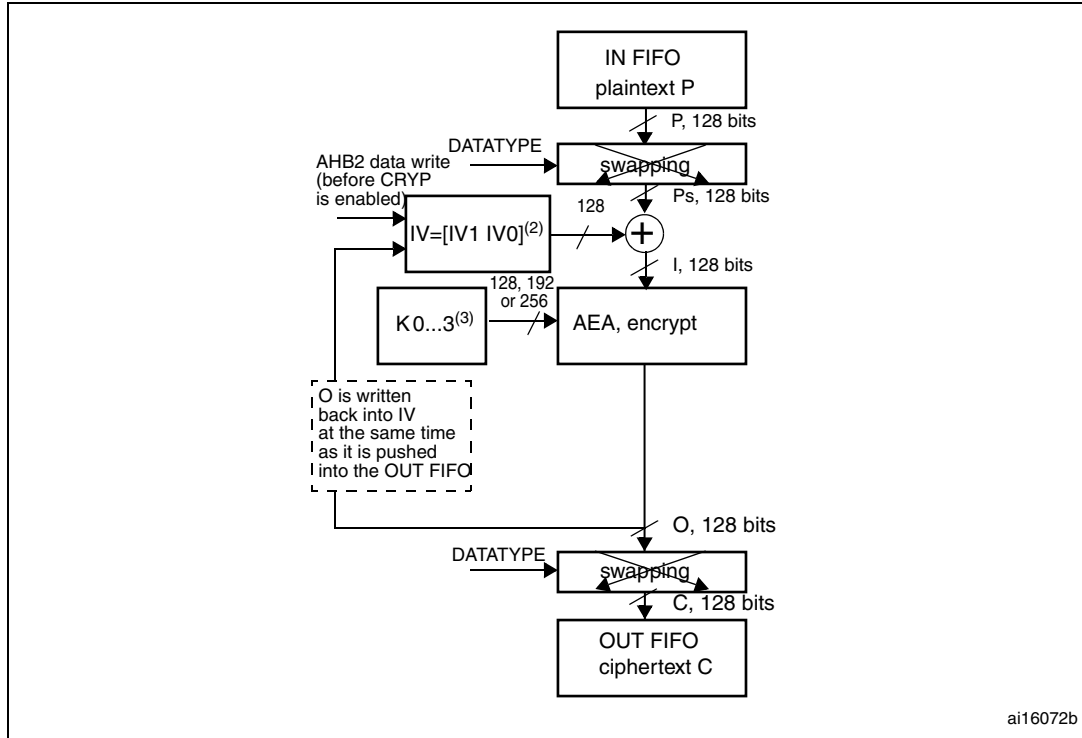 IN FIFO
plaintext P
P, 128 bits
DATATYPE
swapping
AHB2 data write
(before CRYP
is enabled)
Ps, 128 bits
128
IV=[IV1 IV0](2)
+
I, 128 bits
128, 192
or 256
K 0...3(3)
AEA, encrypt
O is written
back into IV
at the same time
as it is pushed
into the OUT FIFO
O, 128 bits
DATATYPE
swapping
C, 128 bits
OUT FIFO
ciphertext C
ai16072b